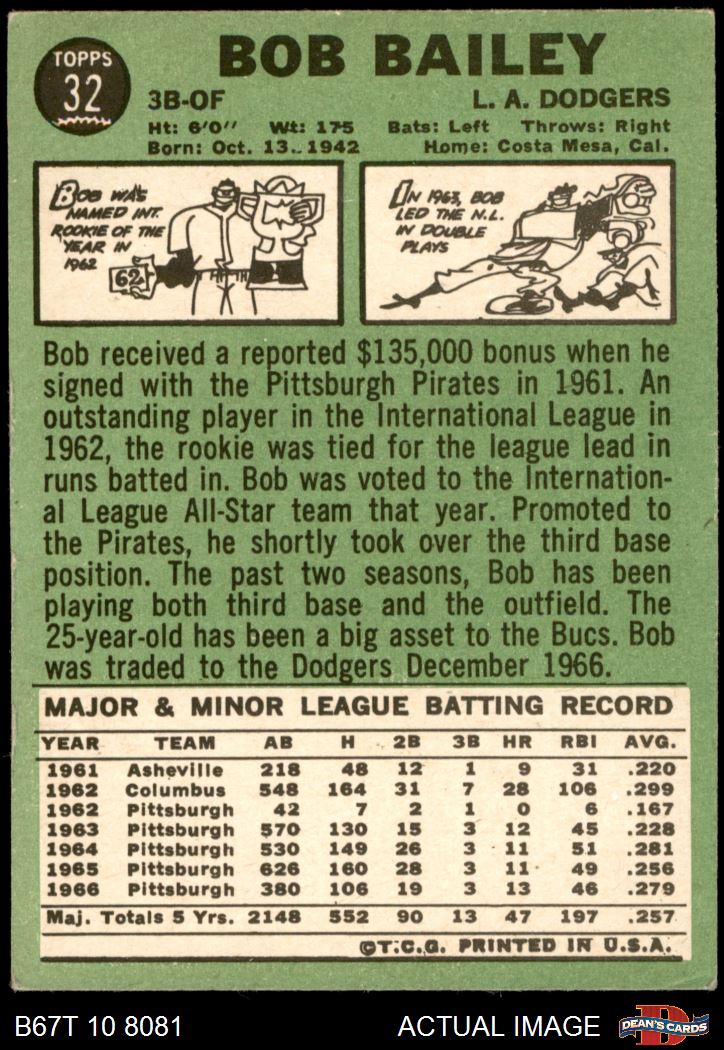 TOPPS
32
BOB BAILEY
3B-OF L. A. DODGERS
Ht: 6'0" Wt: 175 Bats: Left Throws: Right
Born: Oct. 13, 1942 Home: Costa Mesa, Cal.
BOB WAS
NAMED INT.
ROOKIE OF THE
YEAR IN
1962
62
IN 1963, BOB
LED THE N.L.
IN DOUBLE
PLAYS
Bob received a reported $135,000 bonus when he
signed with the Pittsburgh Pirates in 1961. An
outstanding player in the International League in
1962, the rookie was tied for the league lead in
runs batted in. Bob was voted to the Internation-
al League All-Star team that year. Promoted to
the Pirates, he shortly took over the third base
position. The past two seasons, Bob has been
playing both third base and the outfield. The
25-year-old has been a big asset to the Bucs. Bob
was traded to the Dodgers December 1966.
MAJOR & MINOR LEAGUE BATTING RECORD
YEAR TEAM AB H 2B 3B HR RBI AVG.
1961 Asheville 218 48 12 1 9 31 .220
1962 Columbus 548 164 31 7 28 106 .299
1962 Pittsburgh 42 7 2 1 0 6 .167
1963 Pittsburgh 570 130 15 3 12 45 .228
1964 Pittsburgh 530 149 26 3 11 51 .281
1965 Pittsburgh 626 160 28 3 11 49 .256
1966 Pittsburgh 380 106 19 3 13 46 .279
Maj. Totals 5 Yrs. 2148 552 90 13 47 197 .257
©T.C.G. PRINTED IN U.S.A.
B67T 10 8081 ACTUAL IMAGE D DEAN'S CARDS